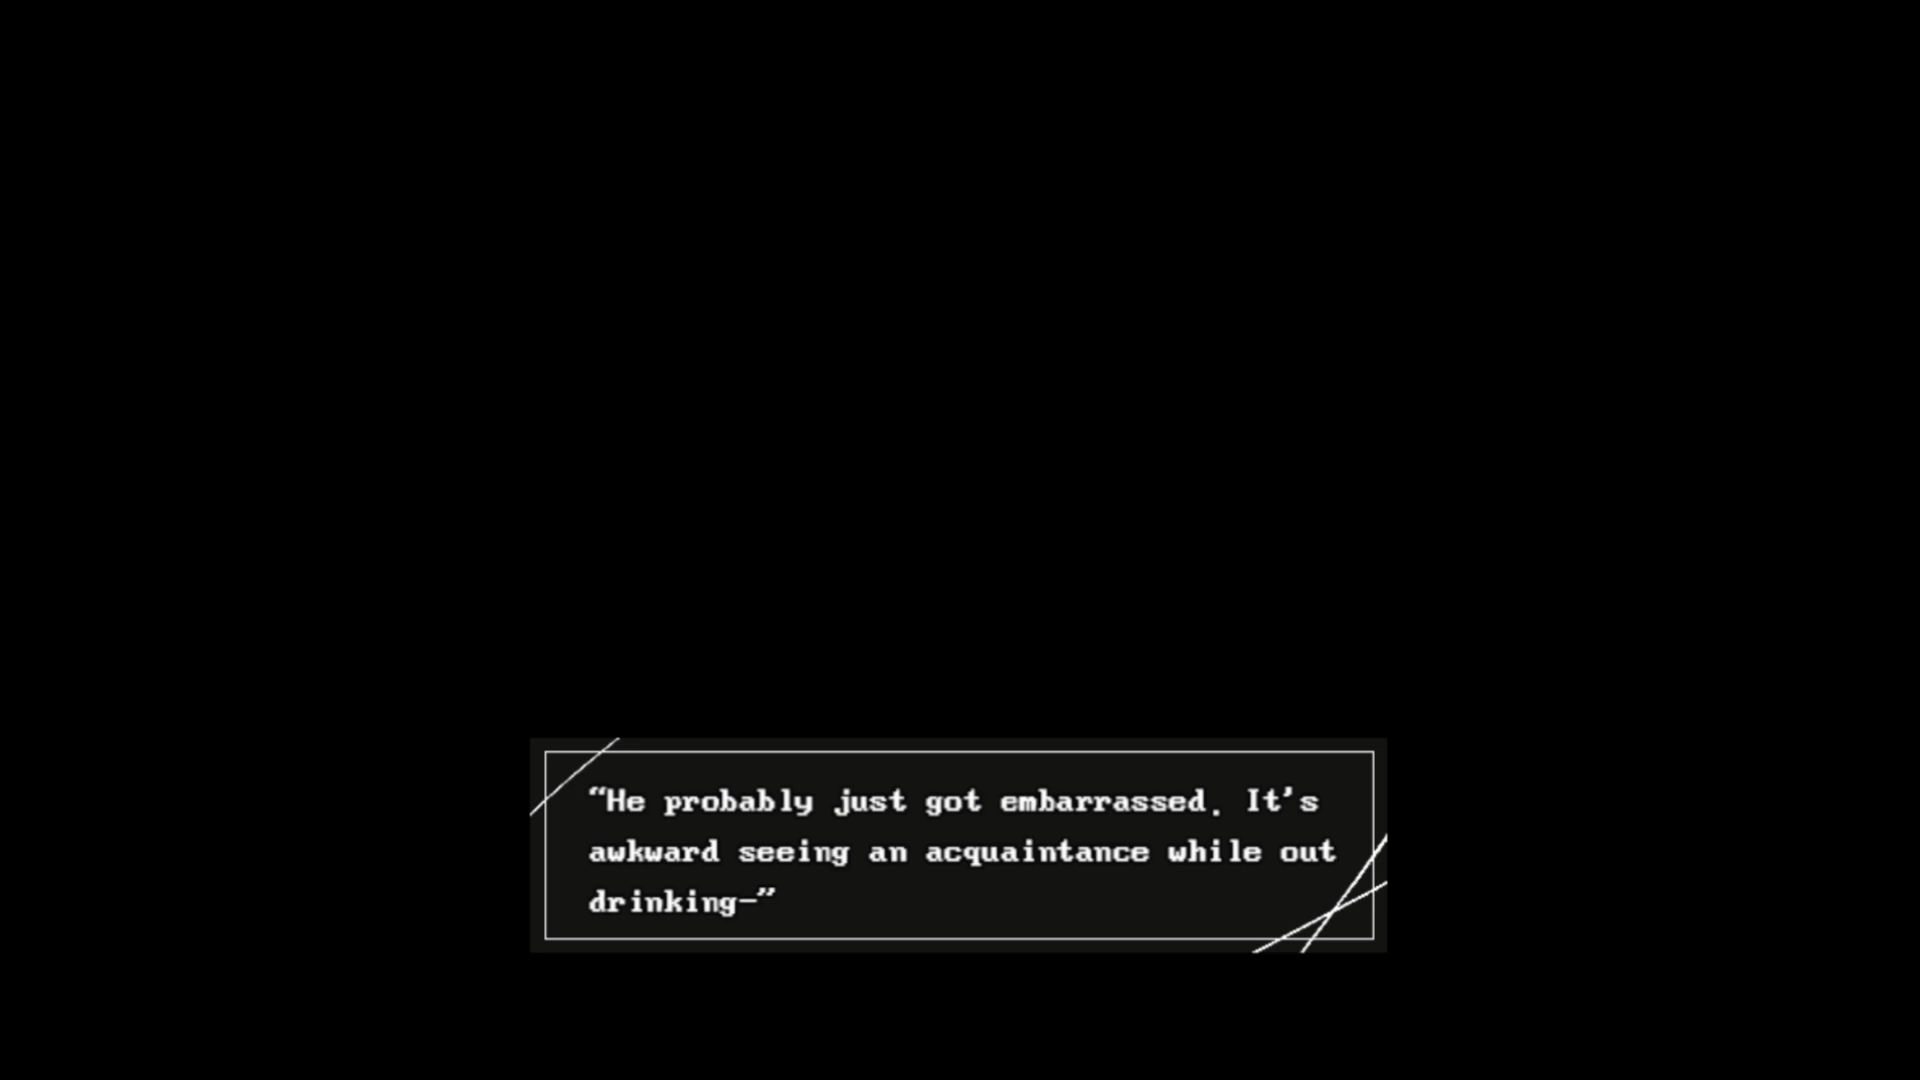 “He probably just got embarrassed. It’s
awkward seeing an acquaintance while out
drinking—”